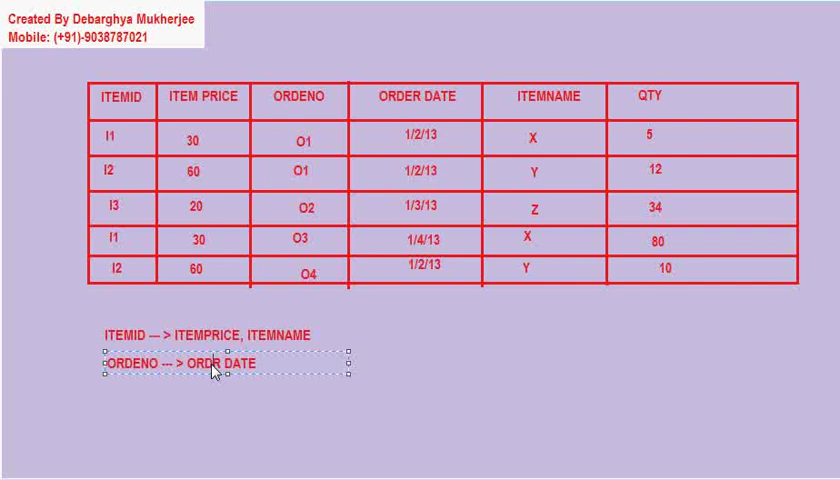 Created By Debarghya Mukherjee
Mobile: (+91)-9038787021
ITEMID ITEM PRICE ORDENO ORDER DATE ITEMNAME QTY
I1 30 O1 1/2/13 X 5
I2 60 O1 1/2/13 Y 12
I3 20 O2 1/3/13 Z 34
I1 30 O3 1/4/13 X 80
I2 60 O4 1/2/13 Y 10
ITEMID --- > ITEMPRICE, ITEMNAME
ORDENO --- > ORDR DATE